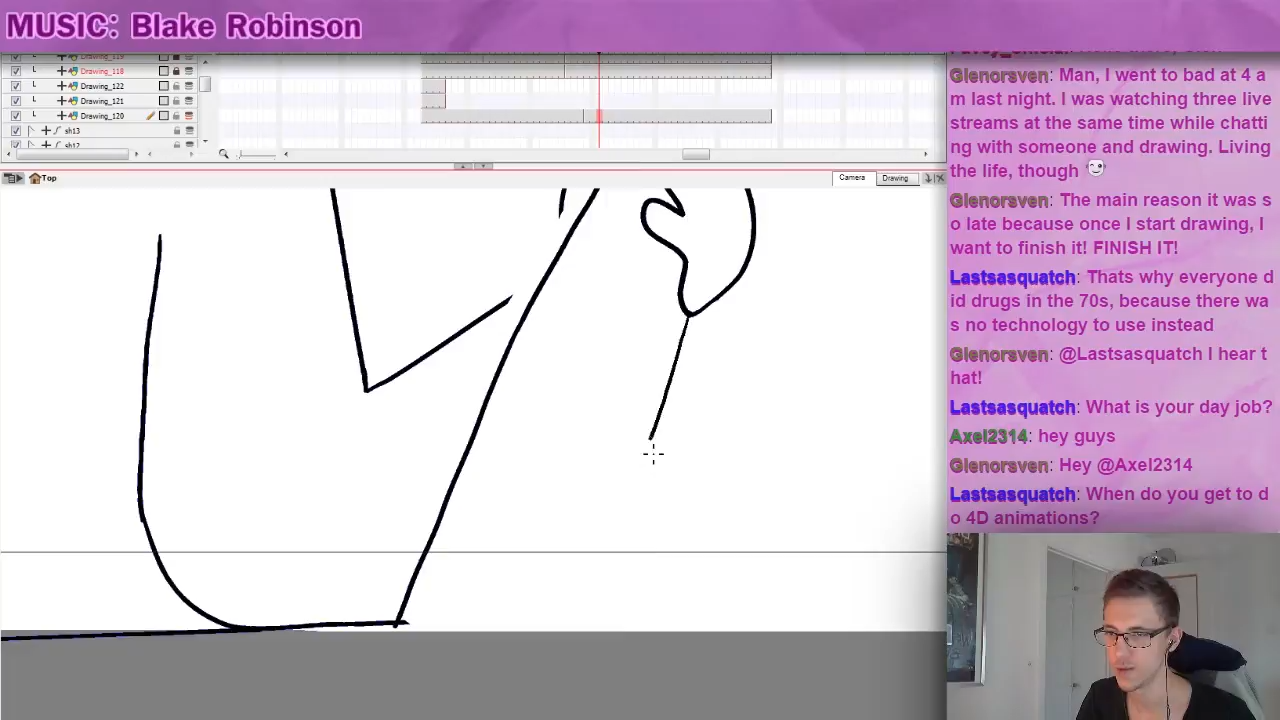 MUSIC: Blake Robinson
Drawing_118
Drawing_122
Drawing_121
Drawing_120
sh13
Top
Camera
Drawing
Glenorsven: Man, I went to bad at 4 a
m last night. I was watching three live
streams at the same time while chatti
ng with someone and drawing. Living
the life, though
Glenorsven: The main reason it was s
o late because once I start drawing, I
want to finish it! FINISH IT!
Lastsasquatch: Thats why everyone d
id drugs in the 70s, because there wa
s no technology to use instead
Glenorsven: @Lastsasquatch I hear t
hat!
Lastsasquatch: What is your day job?
Axel2314: hey guys
Glenorsven: Hey @Axel2314
Lastsasquatch: When do you get to d
o 4D animations?